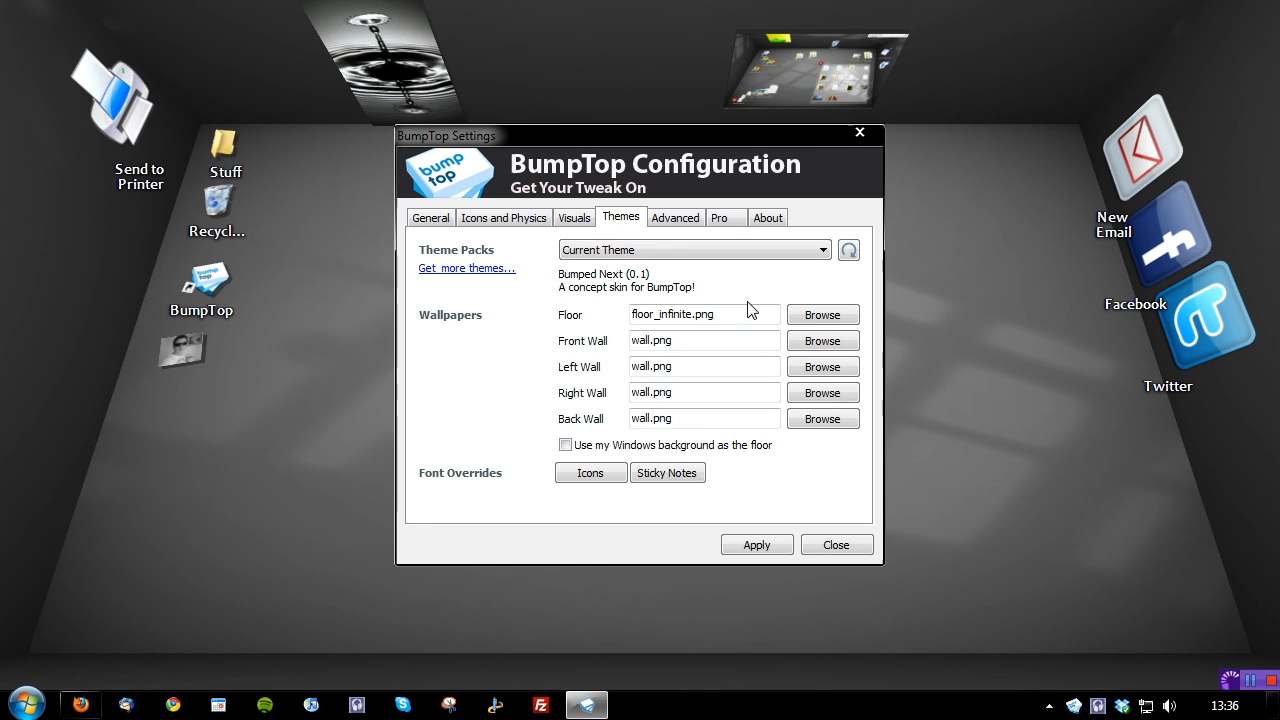 Send to
Printer
Stuff
Recycl...
BumpTop
New
Email
Facebook
Twitter
BumpTop Settings
bump
top
BumpTop Configuration
Get Your Tweak On
General Icons and Physics Visuals Themes Advanced Pro About
Theme Packs Current Theme
Get more themes...
Bumped Next (0.1)
A concept skin for BumpTop!
Wallpapers Floor floor_infinite.png Browse
Front Wall wall.png Browse
Left Wall wall.png Browse
Right Wall wall.png Browse
Back Wall wall.png Browse
Use my Windows background as the floor
Font Overrides Icons Sticky Notes
Apply Close
13:36